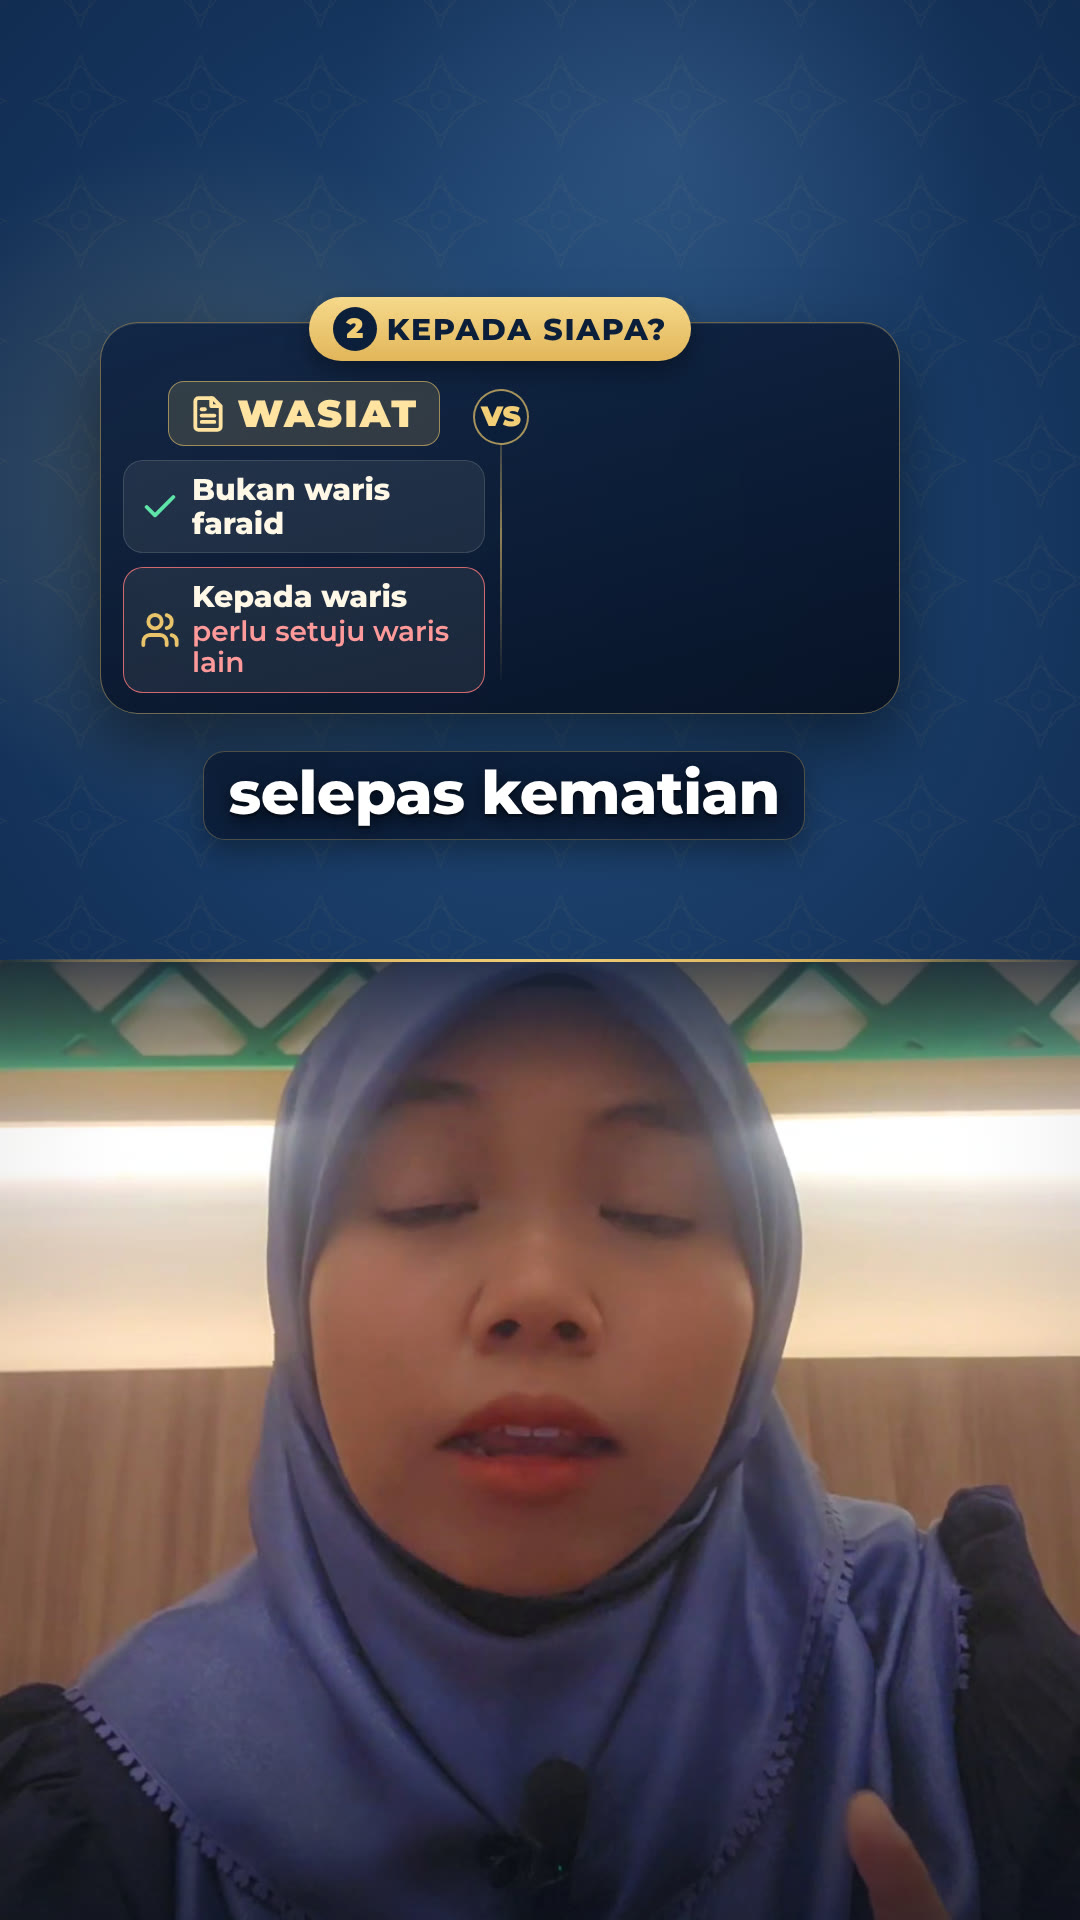 2 KEPADA SIAPA?
WASIAT
VS
Bukan waris
faraid
Kepada waris
perlu setuju waris
lain
selepas kematian